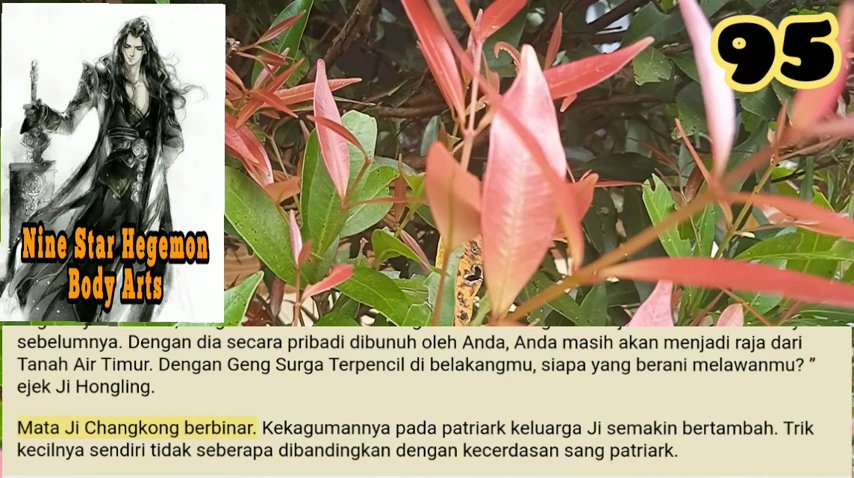 95
Nine Star Hegemon
Body Arts
sebelumnya. Dengan dia secara pribadi dibunuh oleh Anda, Anda masih akan menjadi raja dari
Tanah Air Timur. Dengan Geng Surga Terpencil di belakangmu, siapa yang berani melawanmu? ”
ejek Ji Hongling.
Mata Ji Changkong berbinar. Kekagumannya pada patriark keluarga Ji semakin bertambah. Trik
kecilnya sendiri tidak seberapa dibandingkan dengan kecerdasan sang patriark.